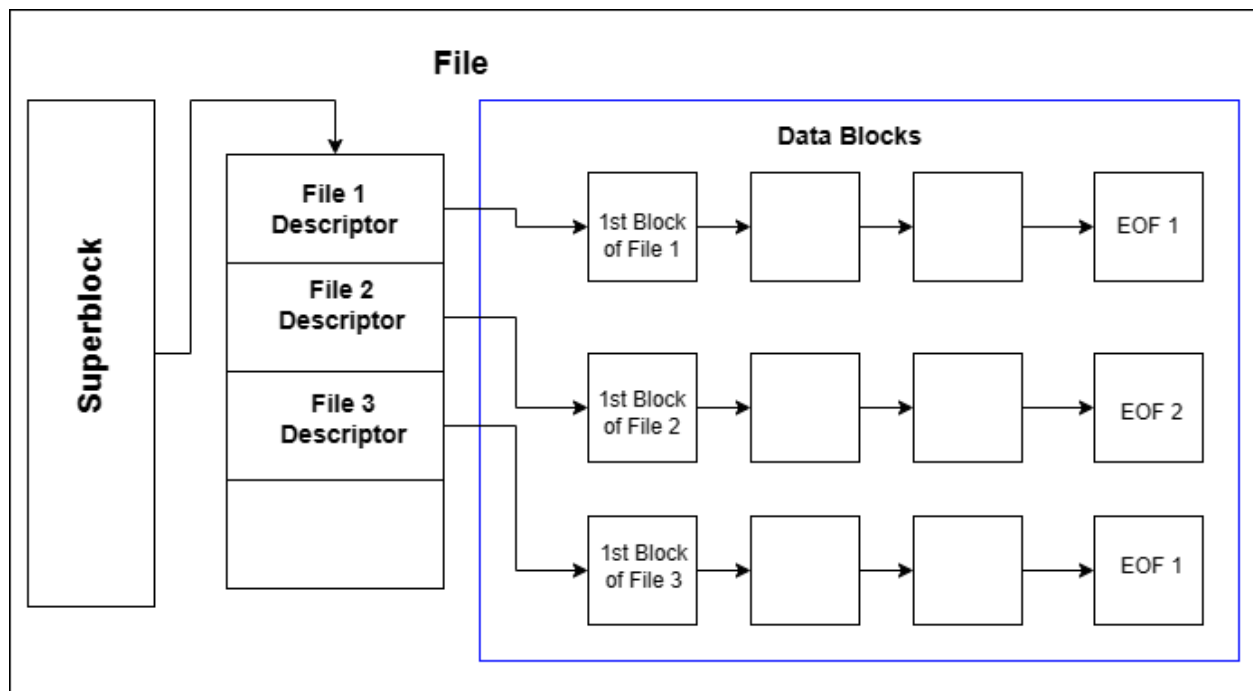 File
Superblock
File 1
Descriptor
File 2
Descriptor
File 3
Descriptor
Data Blocks
1st Block
of File 1
EOF 1
1st Block
of File 2
EOF 2
1st Block
of File 3
EOF 1